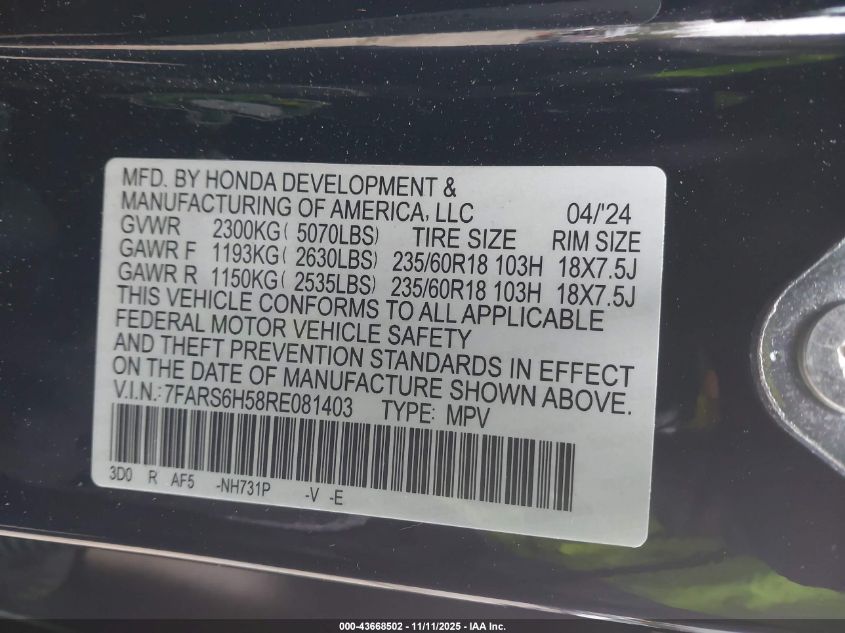 MFD. BY HONDA DEVELOPMENT &
MANUFACTURING OF AMERICA, LLC 04/'24
GVWR 2300KG( 5070LBS) TIRE SIZE RIM SIZE
GAWR F 1193KG( 2630LBS) 235/60R18 103H 18X7.5J
GAWR R 1150KG( 2535LBS) 235/60R18 103H 18X7.5J
THIS VEHICLE CONFORMS TO ALL APPLICABLE
FEDERAL MOTOR VEHICLE SAFETY
AND THEFT PREVENTION STANDARDS IN EFFECT
ON THE DATE OF MANUFACTURE SHOWN ABOVE.
V.I.N.: 7FARS6H58RE081403 TYPE: MPV
3D0 R AF5 -NH731P -V -E
000-43668502 - 11/11/2025 - IAA Inc.